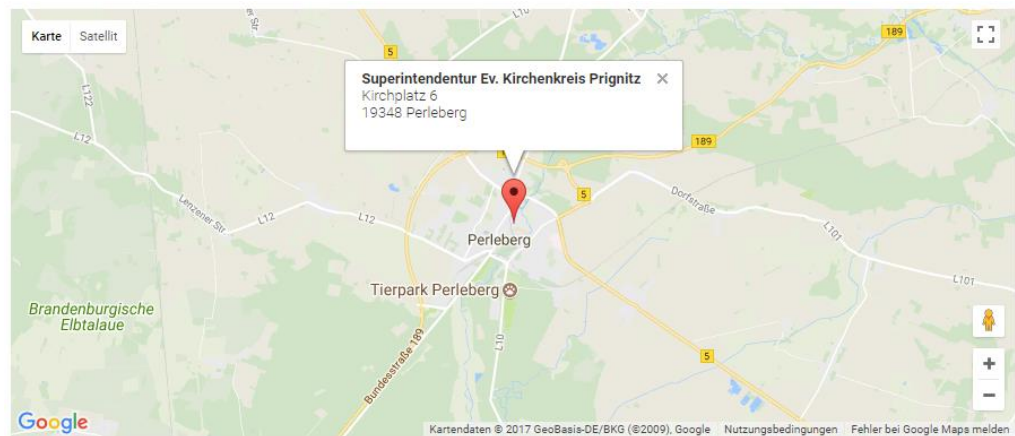 Karte Satellit
L10
189
5
Superintendentur Ev. Kirchenkreis Prignitz
Kirchplatz 6
19348 Perleberg
L122
L12
189
5
Dorfstraße
Lenzener Str.
L12
L12
L101
Perleberg
L101
Tierpark Perleberg
Brandenburgische
Elbtalaue
Bundesstraße 189
L10
5
Google
Kartendaten © 2017 GeoBasis-DE/BKG (©2009), Google Nutzungsbedingungen Fehler bei Google Maps melden